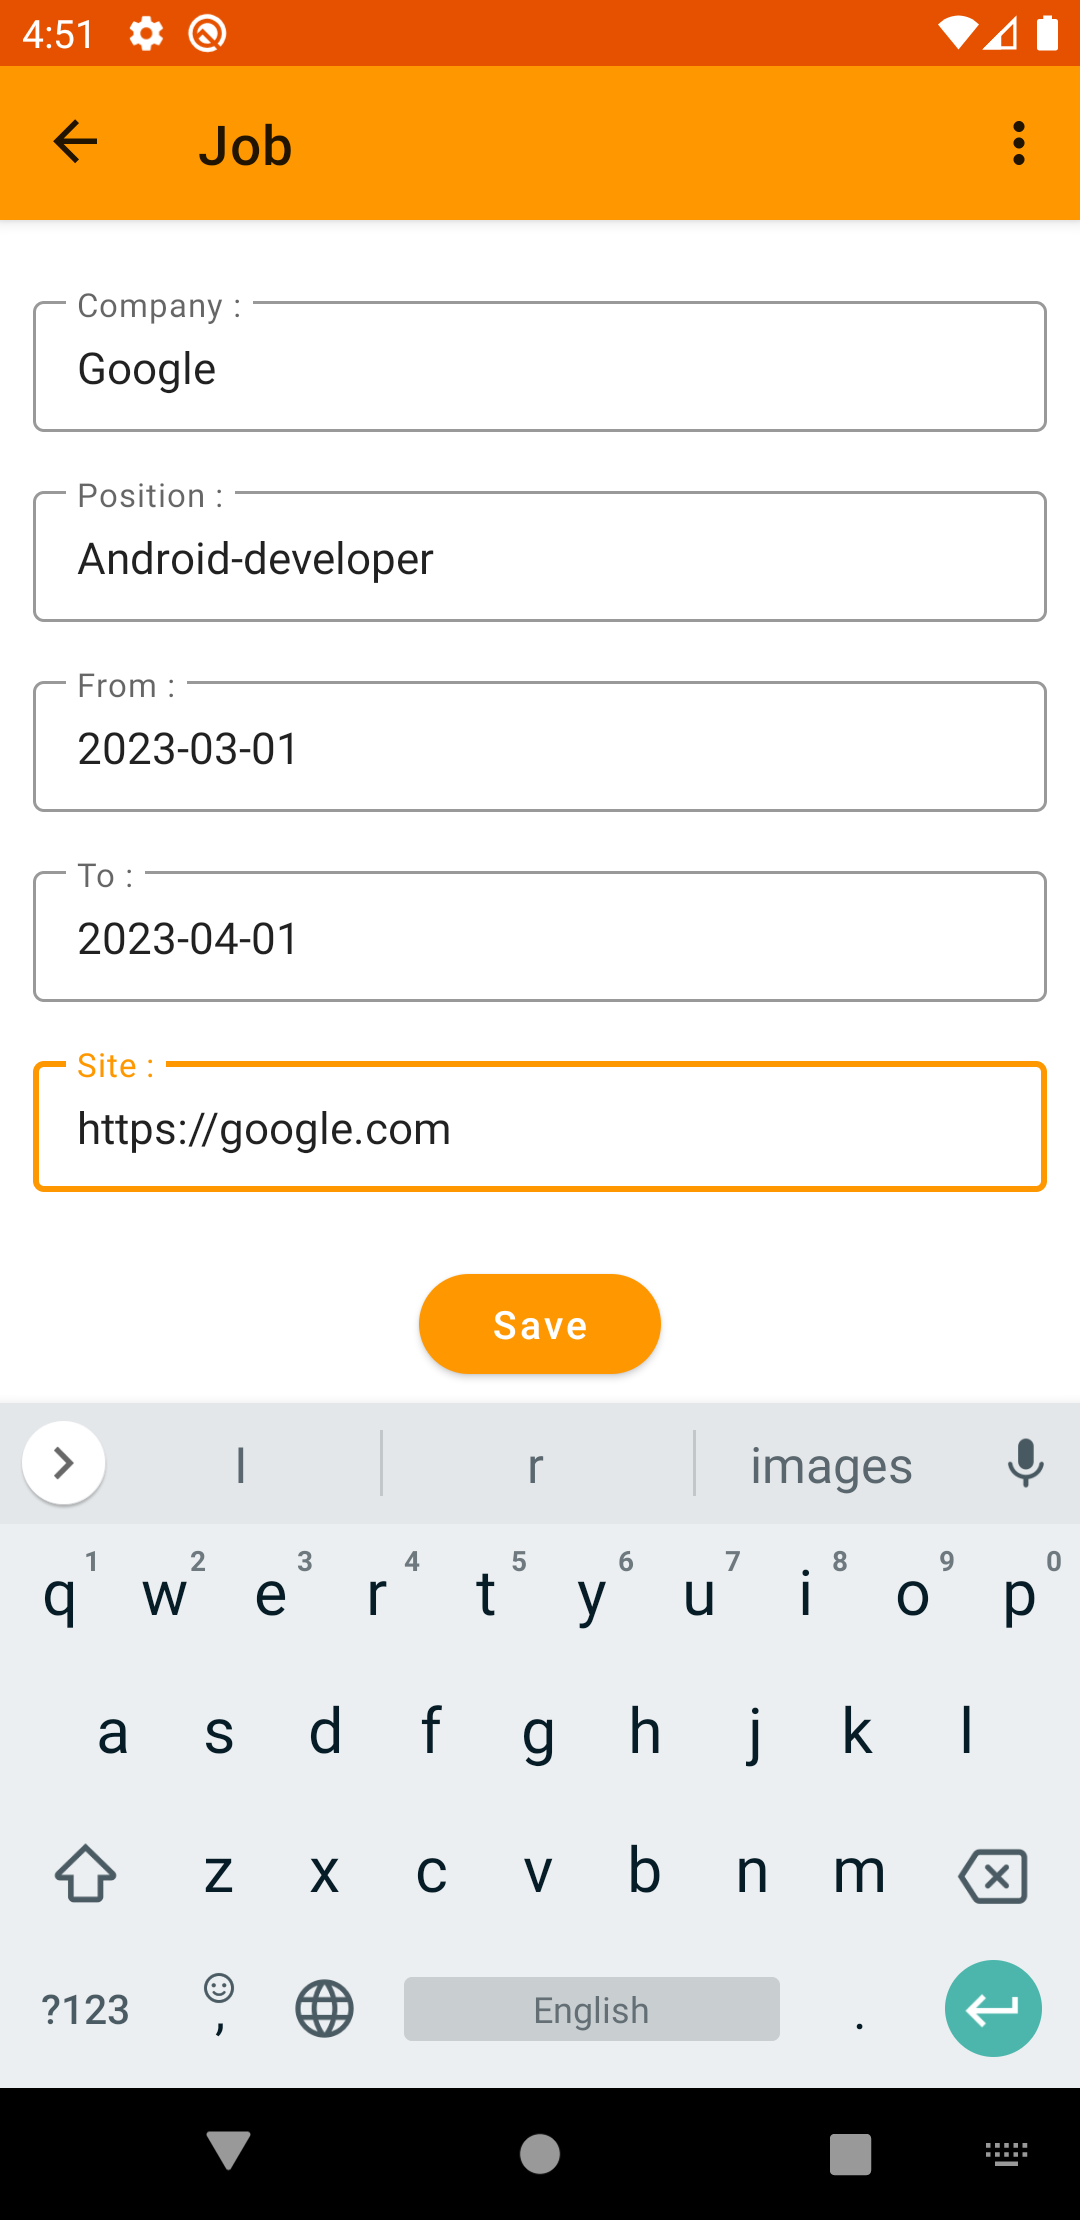 4:51
Job
Company :
Google
Position :
Android-developer
From :
2023-03-01
To :
2023-04-01
Site :
https://google.com
Save
l r images
1 2 3 4 5 6 7 8 9 0
q w e r t y u i o p
a s d f g h j k l
z x c v b n m
?123 , English .